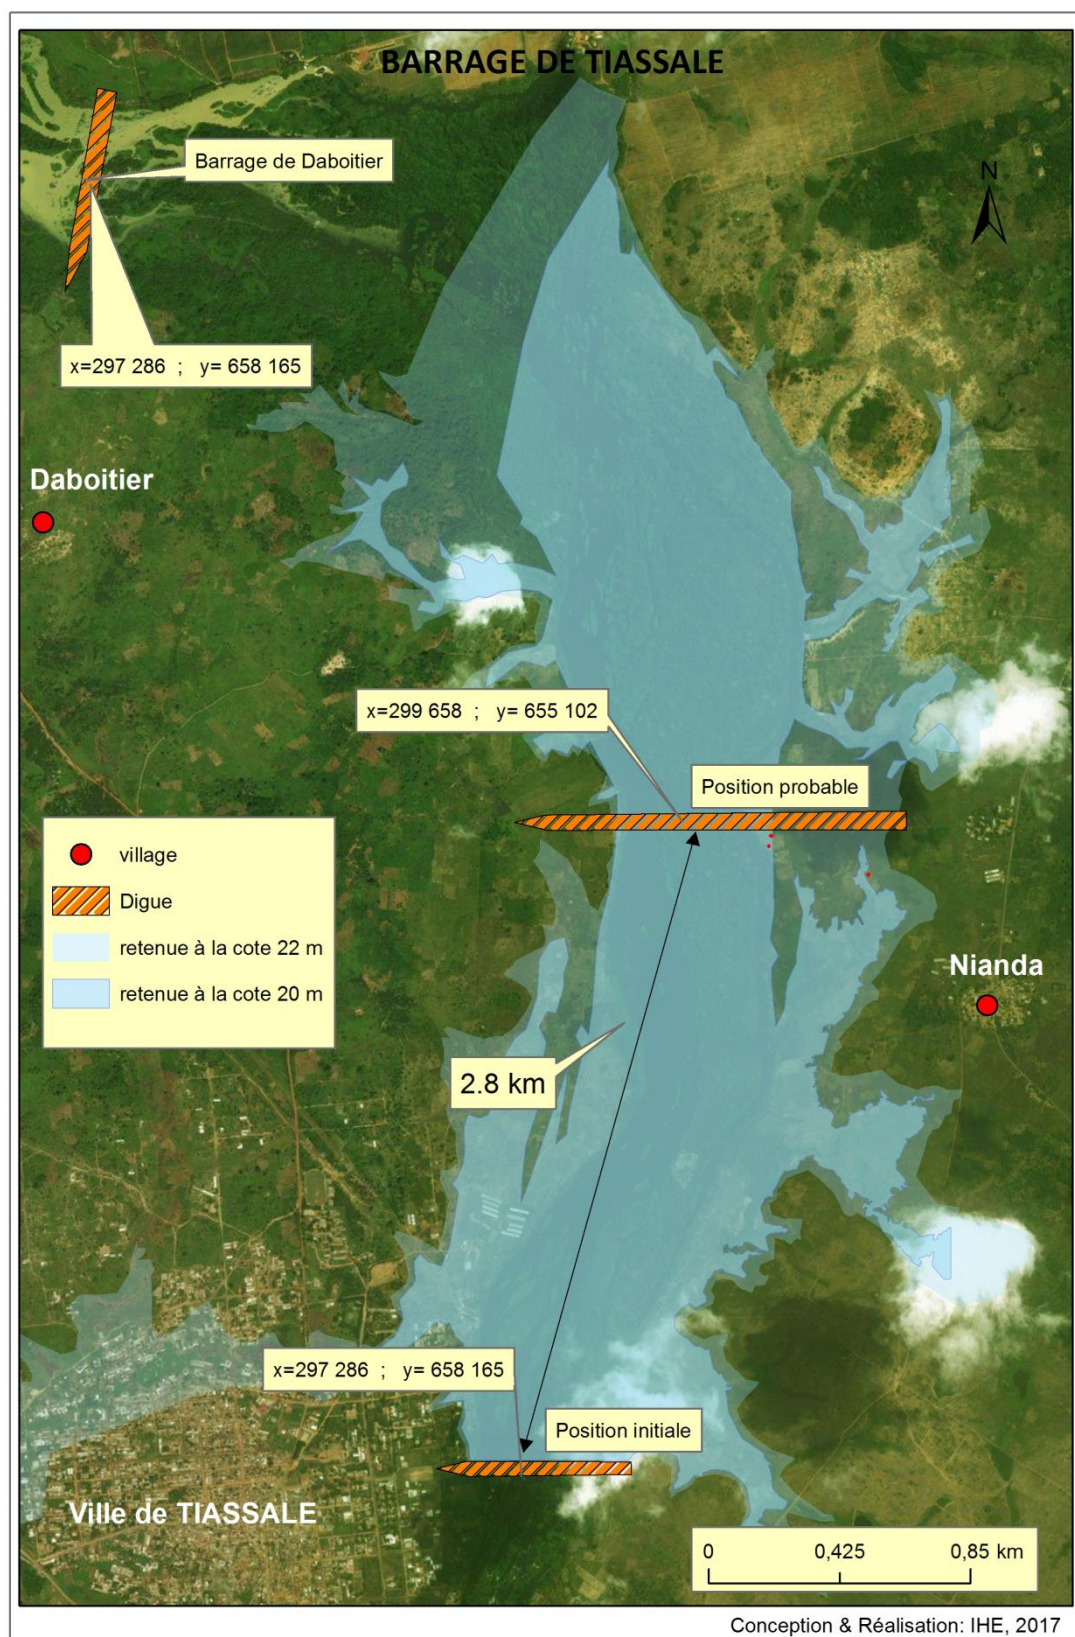 BARRAGE DE TIASSALE
Barrage de Daboitier
N
x=297 286 ; y= 658 165
Daboitier
x=299 658 ; y= 655 102
Position probable
village
Digue
retenue à la cote 22 m
retenue à la cote 20 m
Nianda
2.8 km
x=297 286 ; y= 658 165
Position initiale
Ville de TIASSALE
0 0,425 0,85 km
Conception & Réalisation: IHE, 2017